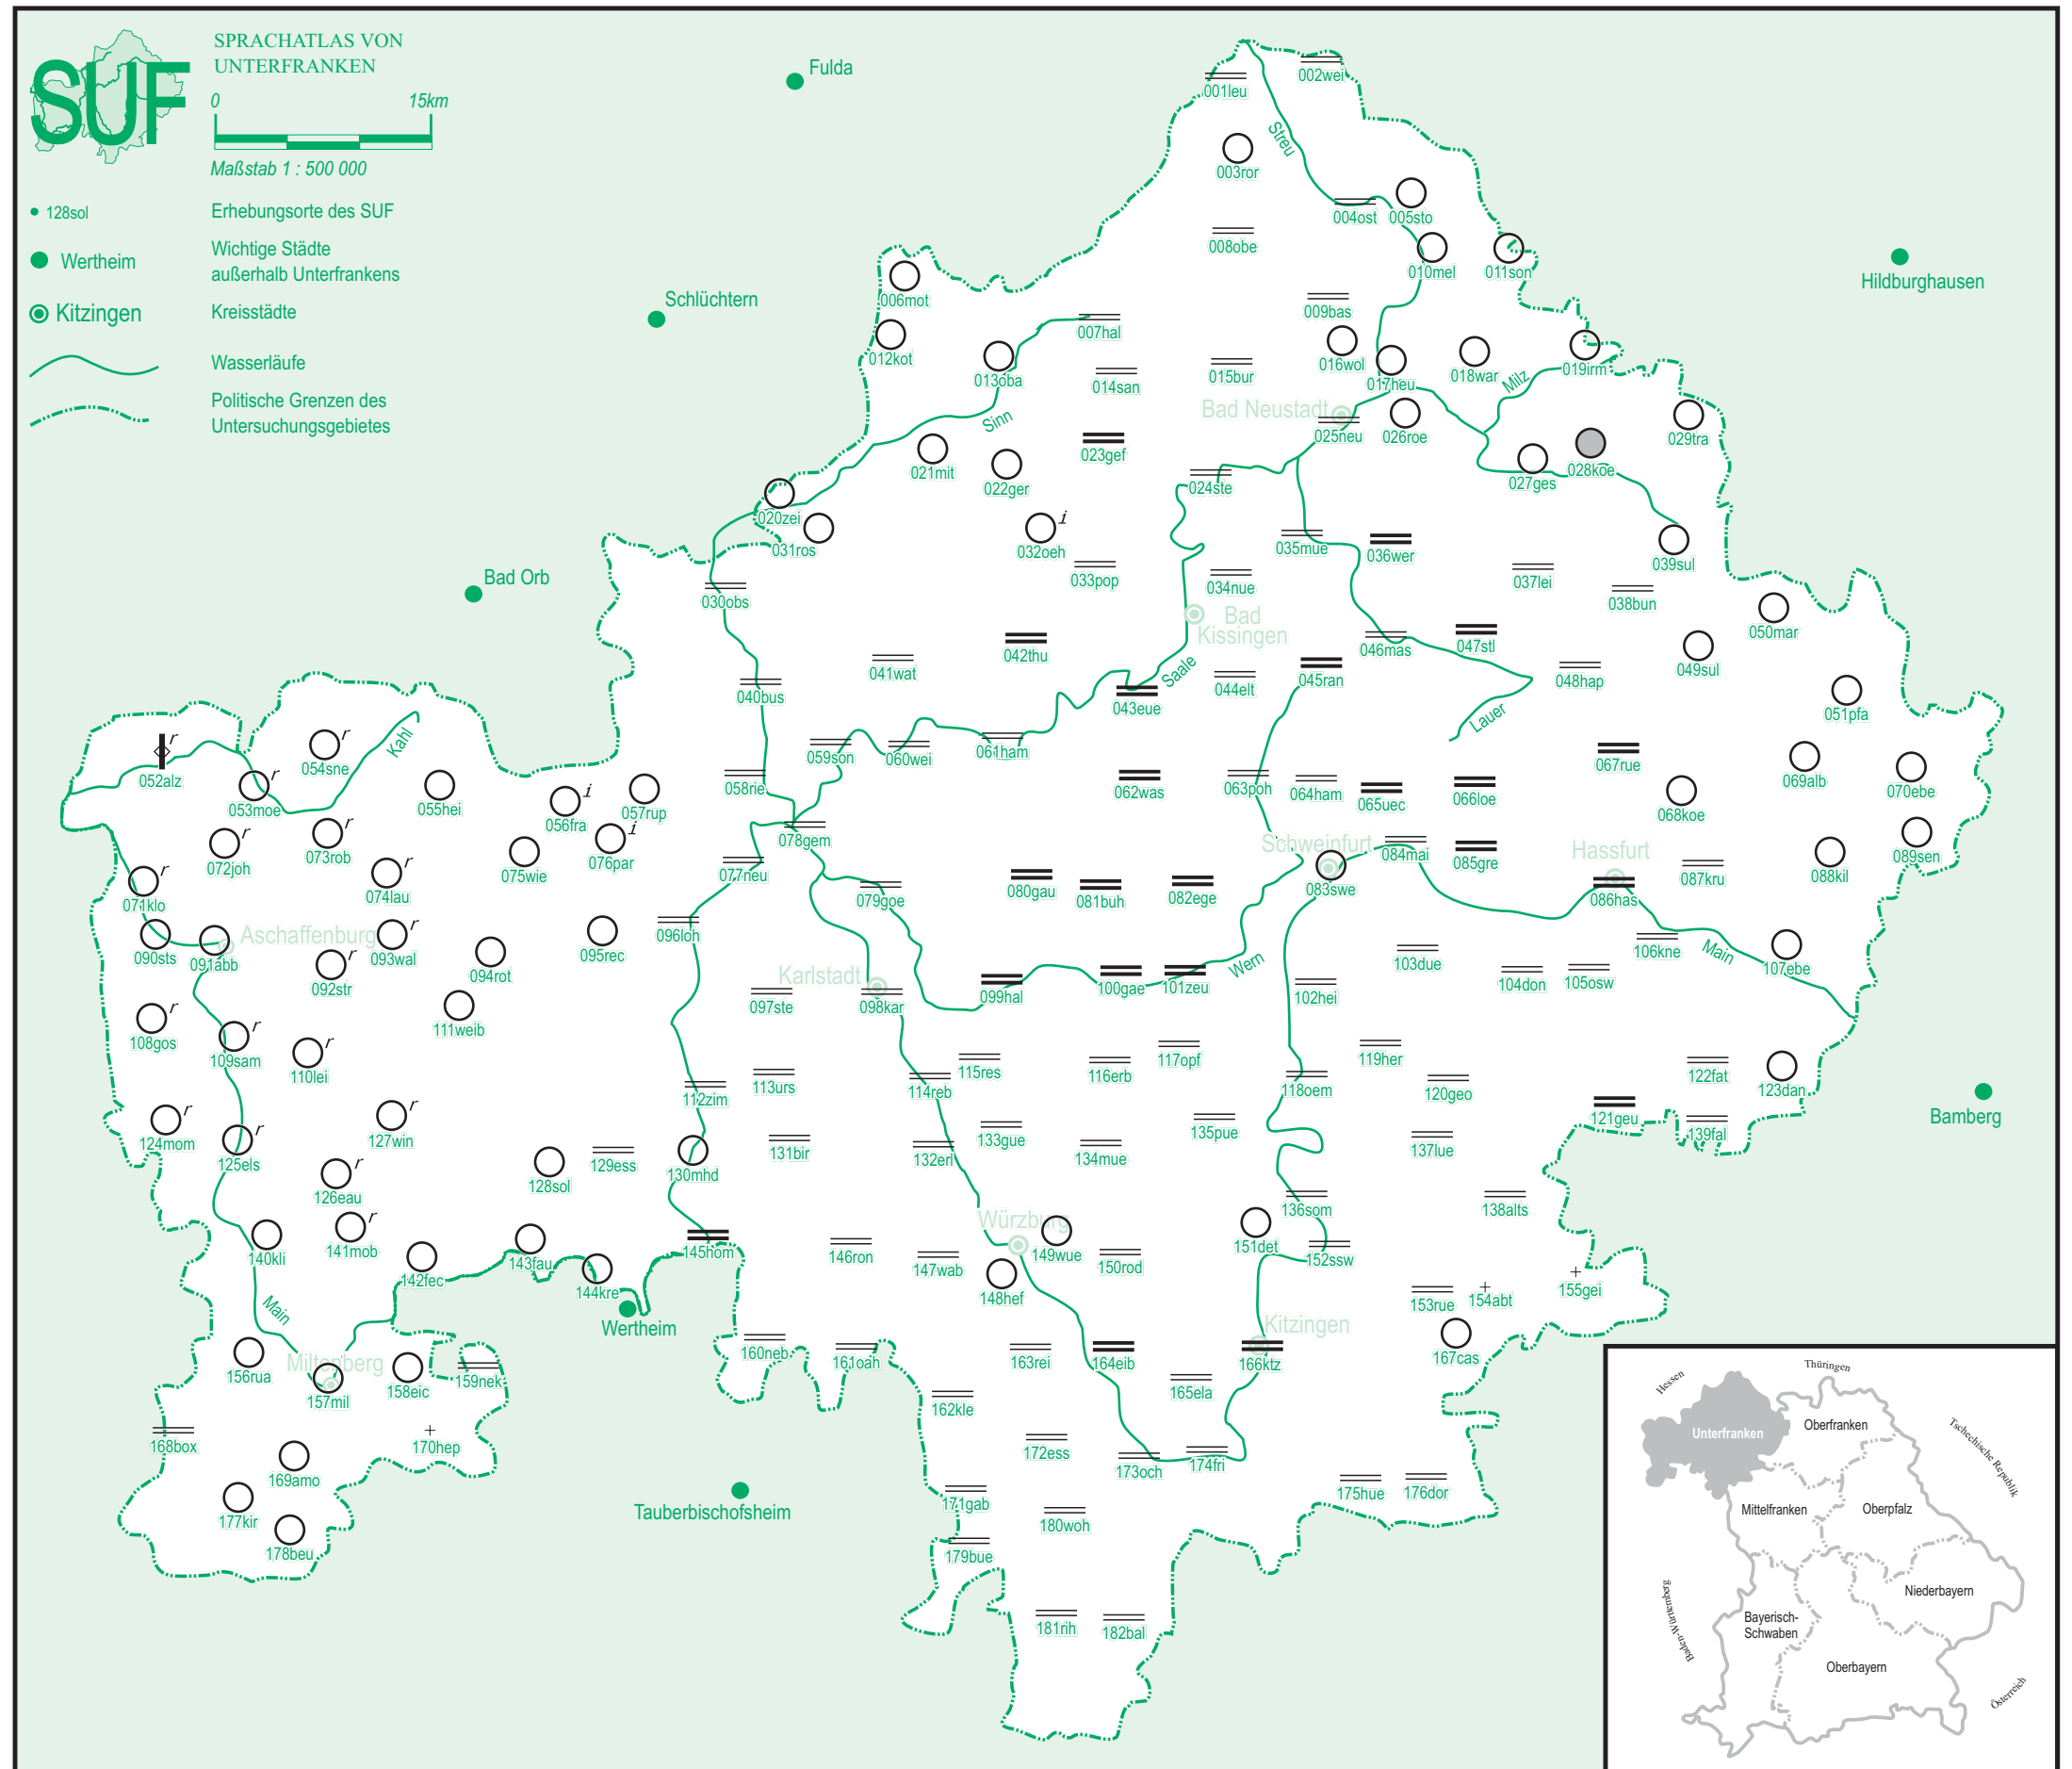 SUF
SPRACHATLAS VON
UNTERFRANKEN
0 15km
Maßstab 1 : 500 000
128sol Erhebungsorte des SUF
Wertheim Wichtige Städte
außerhalb Unterfrankens
Kitzingen Kreisstädte
Wasserläufe
Politische Grenzen des
Untersuchungsgebietes
Fulda
002wei
001leu
Streu
003ror
004ost 005sto
008obe
010mel 011son
Hildburghausen
006mot
Schlüchtern
009bas
007hal
012kot
013oba
016wol
017heu
018war
019irm
014san
015bur
Milz
Bad Neustadt
Sinn
025neu
026roe
029tra
023gef
021mit
022ger
024ste
027ges
028koe
020zei
031ros
032oeh i
035mue
036wer
039sul
033pop
034nue
037lei
038bun
Bad Orb
030obs
Bad
Kissingen
050mar
042thu
046mas
047stl
049sul
041wat
Saale
044elt
045ran
048hap
040bus
043eue
051pfa
Lauer
Kahl
052alz r
054sne r
059son
060wei
061ham
067rue
069alb
070ebe
053moe r
055hei
056fra i
057rup
058rie
062was
063poh
064ham
065uec
066loe
068koe
072joh r
073rob r
075wie
076par i
078gem
Schweinfurt
084mai
085gre
Hassfurt
088kil
089sen
071klo r
074lau r
077neu
079goe
080gau
081buh
082ege
083swe
086has
087kru
090sts
091abb
Aschaffenburg
093wal r
096loh
095rec
094rot
092str r
106kne
Main
107ebe
Karlstadt
103due
Wern
104don
105osw
097ste
098kar
099hal
100gae
101zeu
102hei
111weib
108gos r
109sam r
110lei r
117opf
119her
115res
116erb
122fat
123dan
113urs
112zim
114reb
118oem
120geo
Bamberg
124mom r
125els r
127win r
121geu
139fal
133gue
135pue
137lue
131bir
132erl
134mue
129ess
130mhd
128sol
126eau r
136som
138alts
Würzburg
140kli
141mob r
142fec
143fau
144kre
145hom
146ron
147wab
149wue
148hef
150rod
151det
152ssw
Main
153rue
154abt
155gei
Wertheim
Kitzingen
156rua
Miltenberg
157mil
158eic
159nek
160neb
161oah
163rei
164eib
166ktz
167cas
162kle
165ela
168box
170hep
169amo
172ess
173och
174fri
175hue
176dor
177kir
171gab
Tauberbischofsheim
180woh
178beu
179bue
181rih
182bal
Hessen
Thüringen
Unterfranken
Oberfranken
Tschechische Republik
Mittelfranken
Oberpfalz
Niederbayern
Baden-Württemberg
Bayerisch-
Schwaben
Oberbayern
Österreich